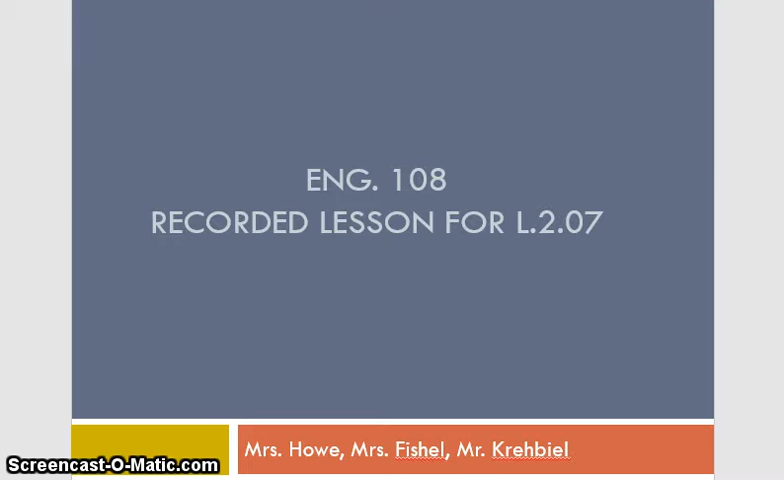 ENG. 108
RECORDED LESSON FOR L.2.07
Mrs. Howe, Mrs. Fishel, Mr. Krehbiel
Screencast-O-Matic.com